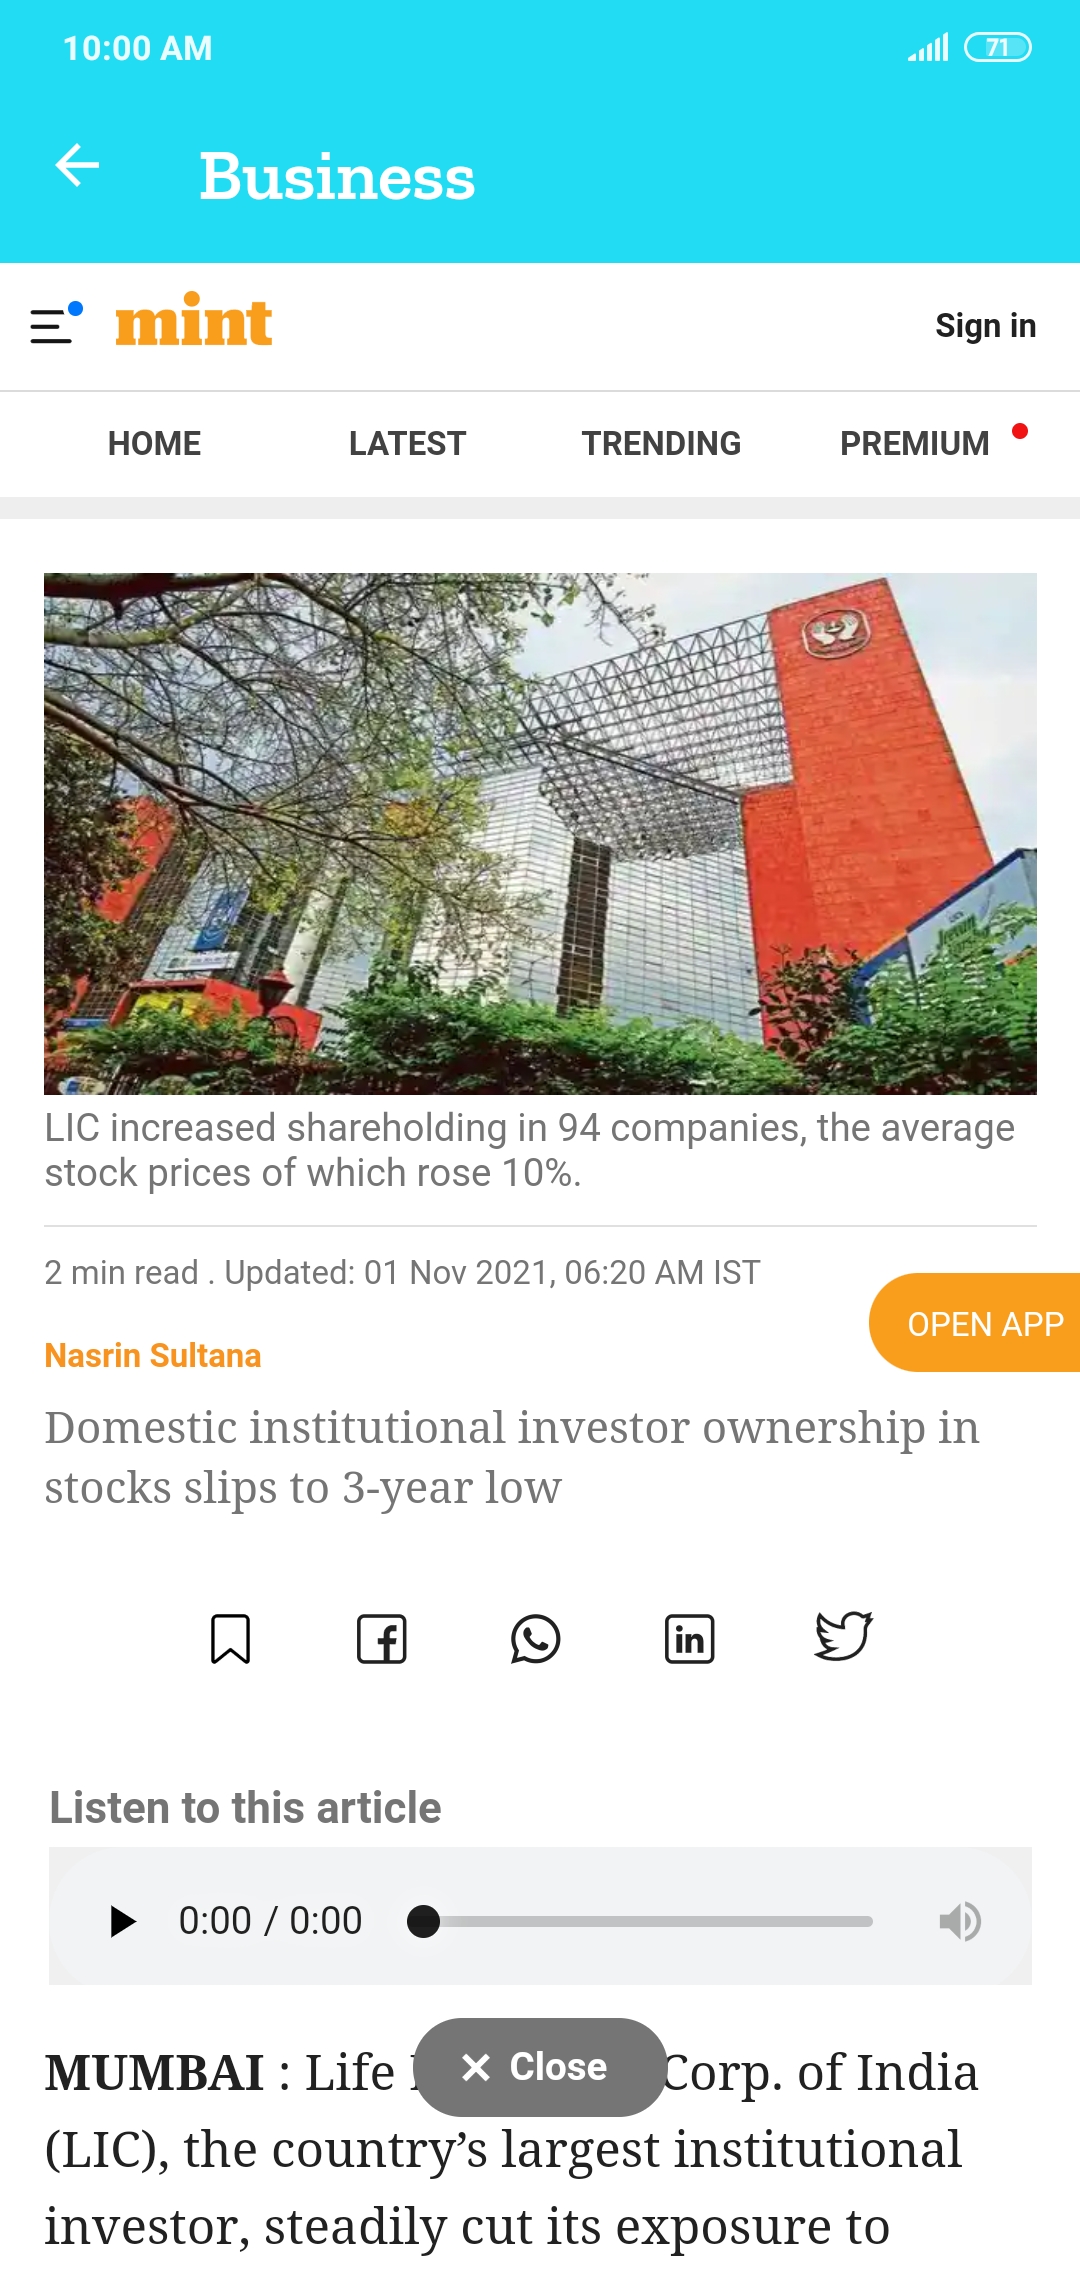 10:00 AM
71
Business
mint
Sign in
HOME LATEST TRENDING PREMIUM
LIC increased shareholding in 94 companies, the average
stock prices of which rose 10%.
2 min read . Updated: 01 Nov 2021, 06:20 AM IST
OPEN APP
Nasrin Sultana
Domestic institutional investor ownership in
stocks slips to 3-year low
Listen to this article
0:00 / 0:00
MUMBAI : Life Corp. of India
Close
(LIC), the country’s largest institutional
investor, steadily cut its exposure to